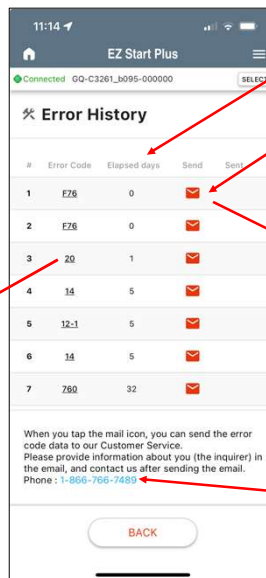 11:14
EZ Start Plus
Connected GQ-C3261_b095-000000 SELECT
Error History
# Error Code Elapsed days Send Sent
1 F76 0
2 F76 0
3 20 1
4 14 5
5 12-1 5
6 14 5
7 760 32
When you tap the mail icon, you can send the error
code data to our Customer Service.
Please provide information about you (the inquirer) in
the email, and contact us after sending the email.
Phone : 1-866-766-7489
BACK